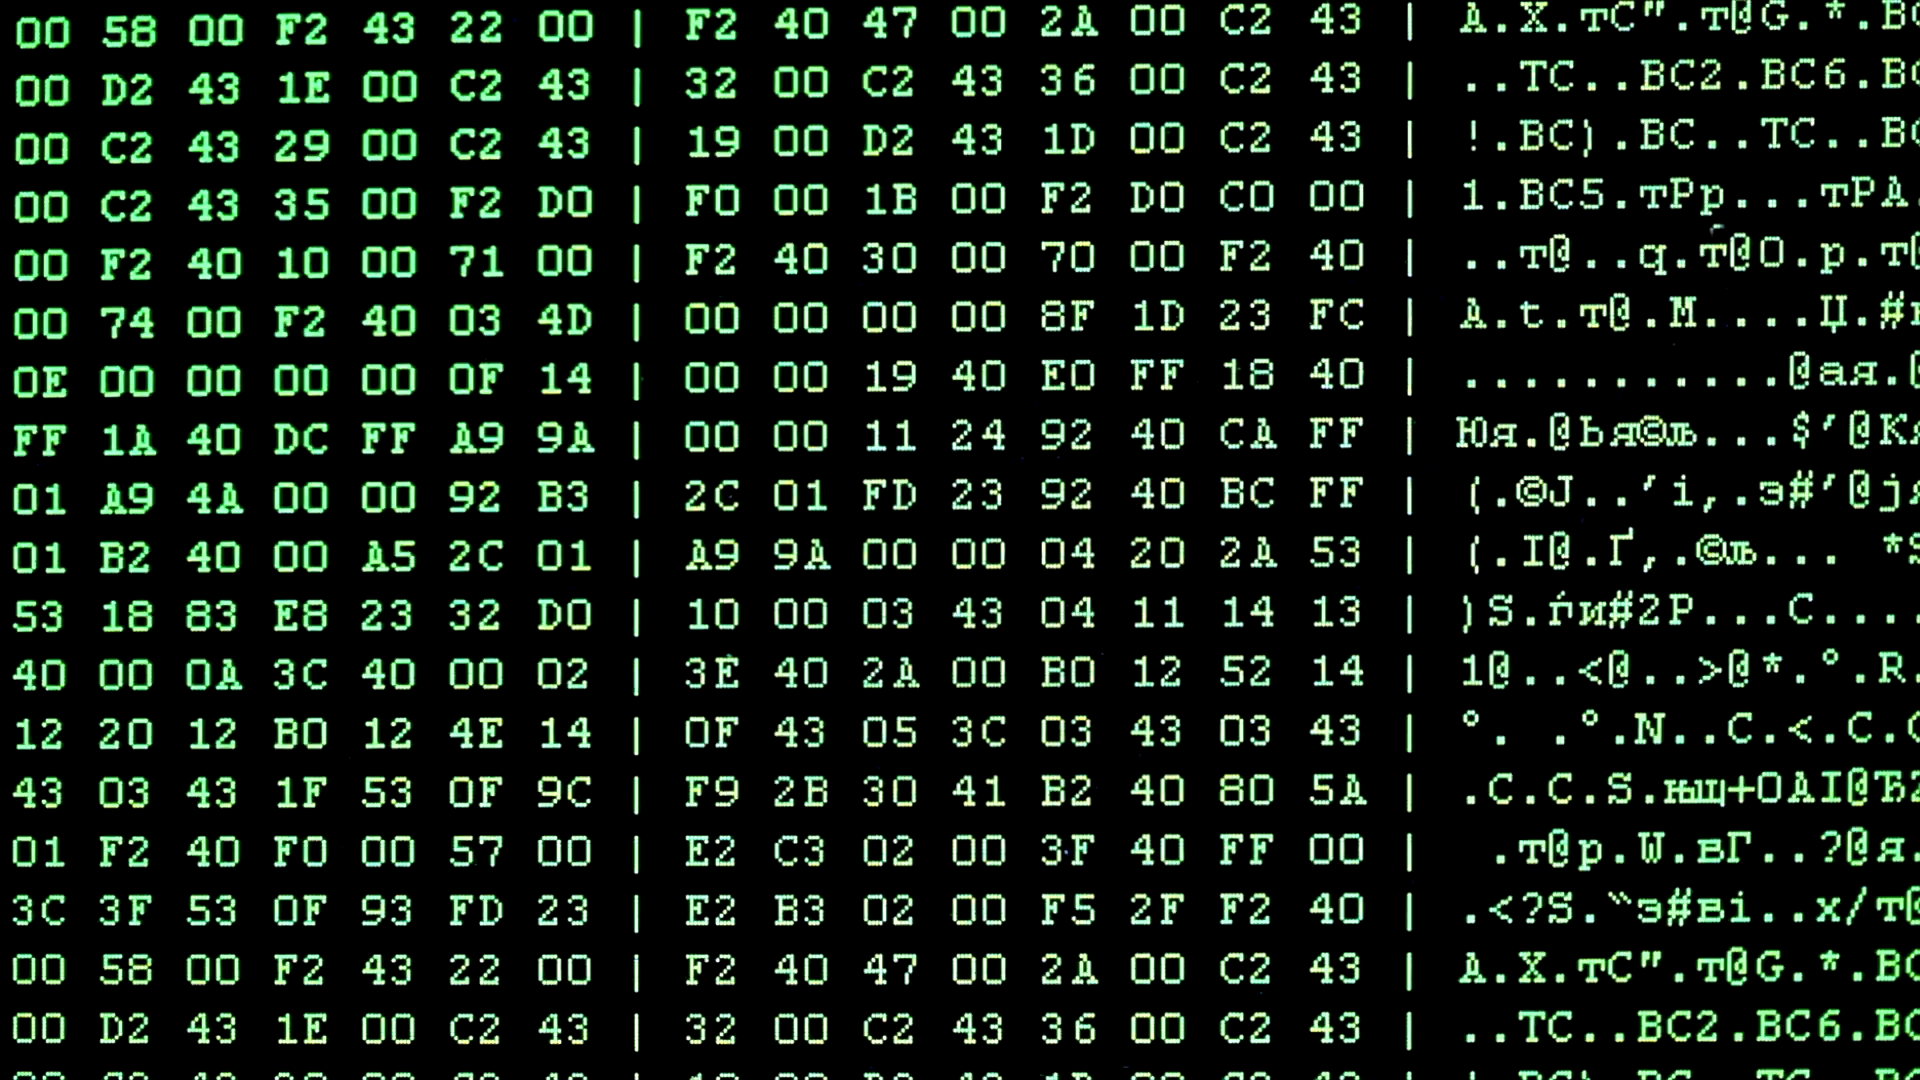 00 58 00 F2 43 22 00 | F2 40 47 00 2A 00 C2 43 | A.X.тC".т@G.*.BC
00 D2 43 1E 00 C2 43 | 32 00 C2 43 36 00 C2 43 | ..TC..BC2.BC6.BC
00 C2 43 29 00 C2 43 | 19 00 D2 43 1D 00 C2 43 | !.BC).BC..TC..BC
00 C2 43 35 00 F2 D0 | F0 00 1B 00 F2 D0 C0 00 | 1.BC5.тPp...тPA.
00 F2 40 10 00 71 00 | F2 40 30 00 70 00 F2 40 | ..т@..q.т@0.p.т@
00 74 00 F2 40 03 4D | 00 00 00 00 8F 1D 23 FC | A.t.т@.M....Џ.#
0E 00 00 00 00 0F 14 | 00 00 19 40 E0 FF 18 40 | ...........@ая.@
FF 1A 40 DC FF A9 9A | 00 00 11 24 92 40 CA FF | Юя.@Ья©љ...$’@К
01 A9 4A 00 00 92 B3 | 2C 01 FD 23 92 40 BC FF | (.©J..’і,.э#’@ј
01 B2 40 00 A5 2C 01 | A9 9A 00 00 04 20 2A 53 | (.І@.Ґ,.©љ... *S
53 18 83 E8 23 32 D0 | 10 00 03 43 04 11 14 13 | )S.ѓи#2Р...C....
40 00 0A 3C 40 00 02 | 3E 40 2A 00 B0 12 52 14 | 1@..<@..>@*.°.R.
12 20 12 B0 12 4E 14 | 0F 43 05 3C 03 43 03 43 | °. .°.N..C.<.C.C
43 03 43 1F 53 0F 9C | F9 2B 30 41 B2 40 80 5A | .C.C.S.њщ+0AІ@ЂZ
01 F2 40 F0 00 57 00 | E2 C3 02 00 3F 40 FF 00 | .т@р.W.вГ..?@я.
3C 3F 53 0F 93 FD 23 | E2 B3 02 00 F5 2F F2 40 | .<?S.“э#ві..х/т@
00 58 00 F2 43 22 00 | F2 40 47 00 2A 00 C2 43 | A.X.тC".т@G.*.BC
00 D2 43 1E 00 C2 43 | 32 00 C2 43 36 00 C2 43 | ..TC..BC2.BC6.BC